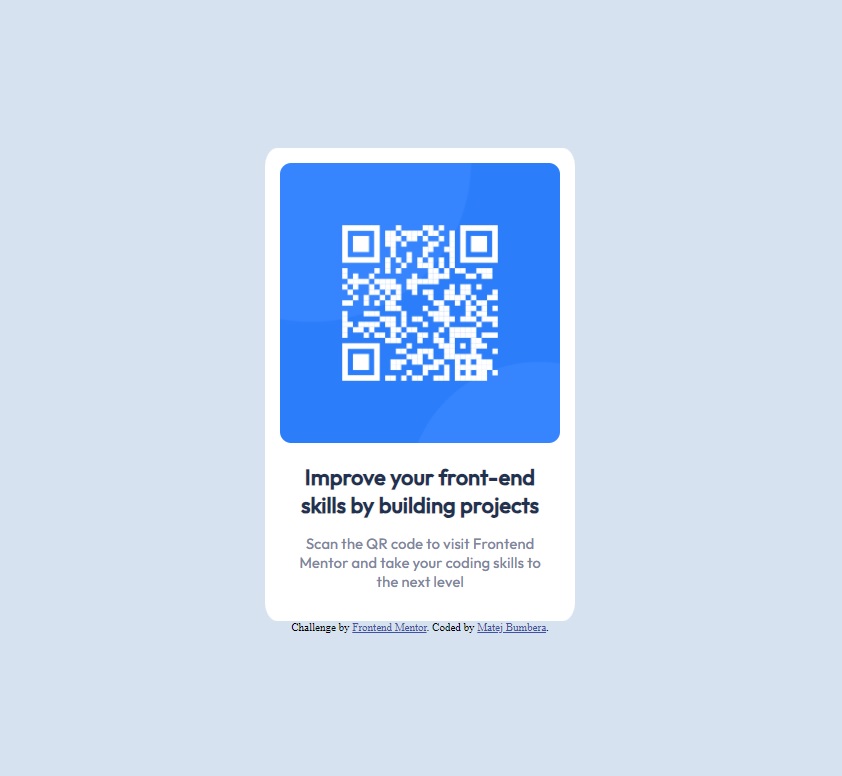 Improve your front-end
skills by building projects
Scan the QR code to visit Frontend
Mentor and take your coding skills to
the next level
Challenge by Frontend Mentor. Coded by Matej Bumbera.